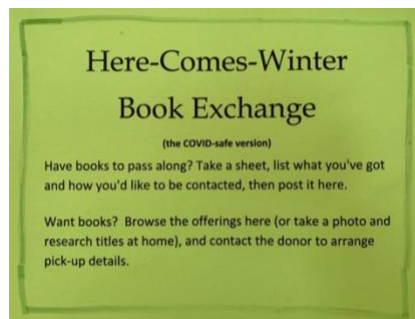 Here-Comes-Winter
Book Exchange
(the COVID-safe version)
Have books to pass along? Take a sheet, list what you've got
and how you'd like to be contacted, then post it here.
Want books? Browse the offerings here (or take a photo and
research titles at home), and contact the donor to arrange
pick-up details.